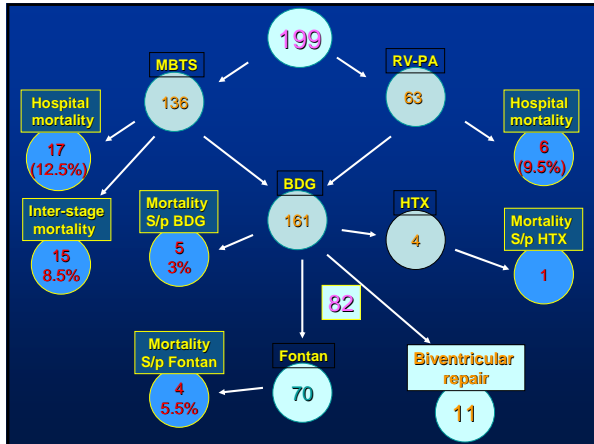 199
MBTS
136
RV-PA
63
Hospital
mortality
17
(12.5%)
Hospital
mortality
6
(9.5%)
Inter-stage
mortality
15
8.5%
Mortality
S/p BDG
5
3%
BDG
161
HTX
4
Mortality
S/p HTX
1
82
Mortality
S/p Fontan
4
5.5%
Fontan
70
Biventricular
repair
11